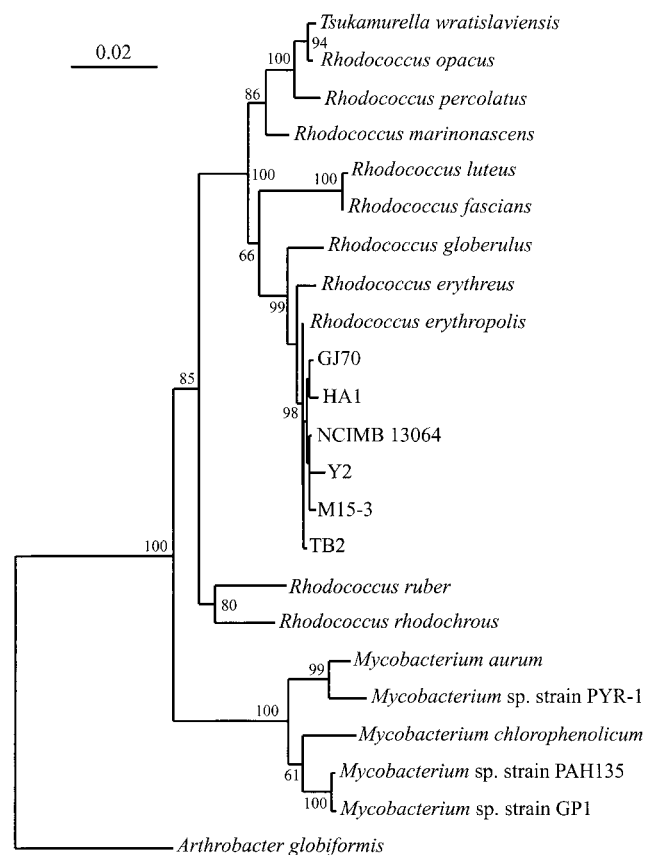 Tsukamurella wratislaviensis
0.02
94
100
Rhodococcus opacus
86
Rhodococcus percolatus
Rhodococcus marinonascens
100
Rhodococcus luteus
100
Rhodococcus fascians
66
Rhodococcus globerulus
Rhodococcus erythreus
99
Rhodococcus erythropolis
GJ70
85
HA1
98
NCIMB 13064
Y2
M15-3
100
TB2
Rhodococcus ruber
80
Rhodococcus rhodochrous
Mycobacterium aurum
99
Mycobacterium sp. strain PYR-1
100
Mycobacterium chlorophenolicum
61
Mycobacterium sp. strain PAH135
100
Mycobacterium sp. strain GP1
Arthrobacter globiformis